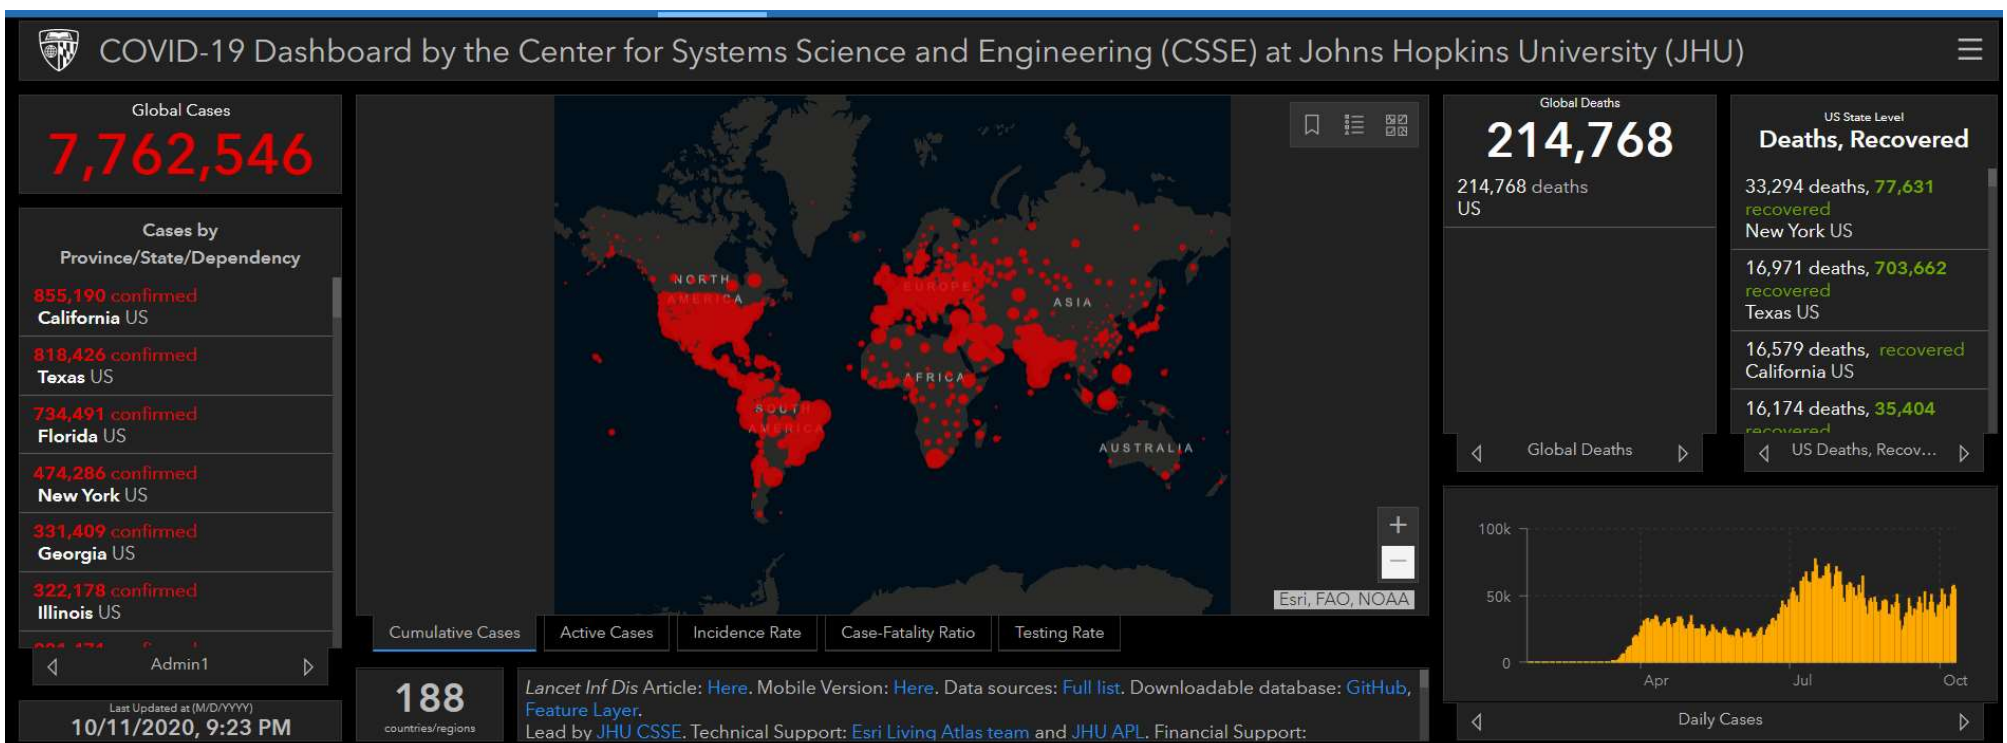 COVID-19 Dashboard by the Center for Systems Science and Engineering (CSSE) at Johns Hopkins University (JHU)
Global Cases
7,762,546
Cases by
Province/State/Dependency
855,190 confirmed
California US
818,426 confirmed
Texas US
734,491 confirmed
Florida US
474,286 confirmed
New York US
331,409 confirmed
Georgia US
322,178 confirmed
Illinois US
Admin1
Last Updated at (M/D/YYYY)
10/11/2020, 9:23 PM
NORTH
AMERICA
SOUTH
AMERICA
EUROPE
AFRICA
ASIA
AUSTRALIA
+
−
Esri, FAO, NOAA
Cumulative Cases
Active Cases
Incidence Rate
Case-Fatality Ratio
Testing Rate
188
countries/regions
Lancet Inf Dis Article: Here. Mobile Version: Here. Data sources: Full list. Downloadable database: GitHub,
Feature Layer.
Lead by JHU CSSE. Technical Support: Esri Living Atlas team and JHU APL. Financial Support:
Global Deaths
214,768
214,768 deaths
US
Global Deaths
US State Level
Deaths, Recovered
33,294 deaths, 77,631
recovered
New York US
16,971 deaths, 703,662
recovered
Texas US
16,579 deaths, recovered
California US
16,174 deaths, 35,404
recovered
US Deaths, Recov...
100k
50k
0
Apr
Jul
Oct
Daily Cases